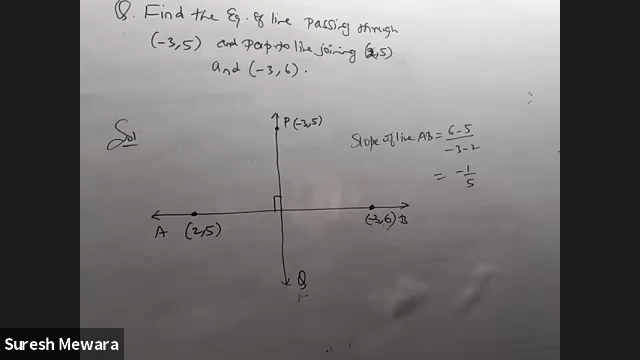 Q. Find the Eq. of line passing through
(-3,5) and perp to line joining (2,5)
and (-3,6).
Sol
P(-3,5)
Slope of line AB = 6-5
-3-2
= -1
5
A (2,5)
(-3,6) B
Q
Suresh Mewara